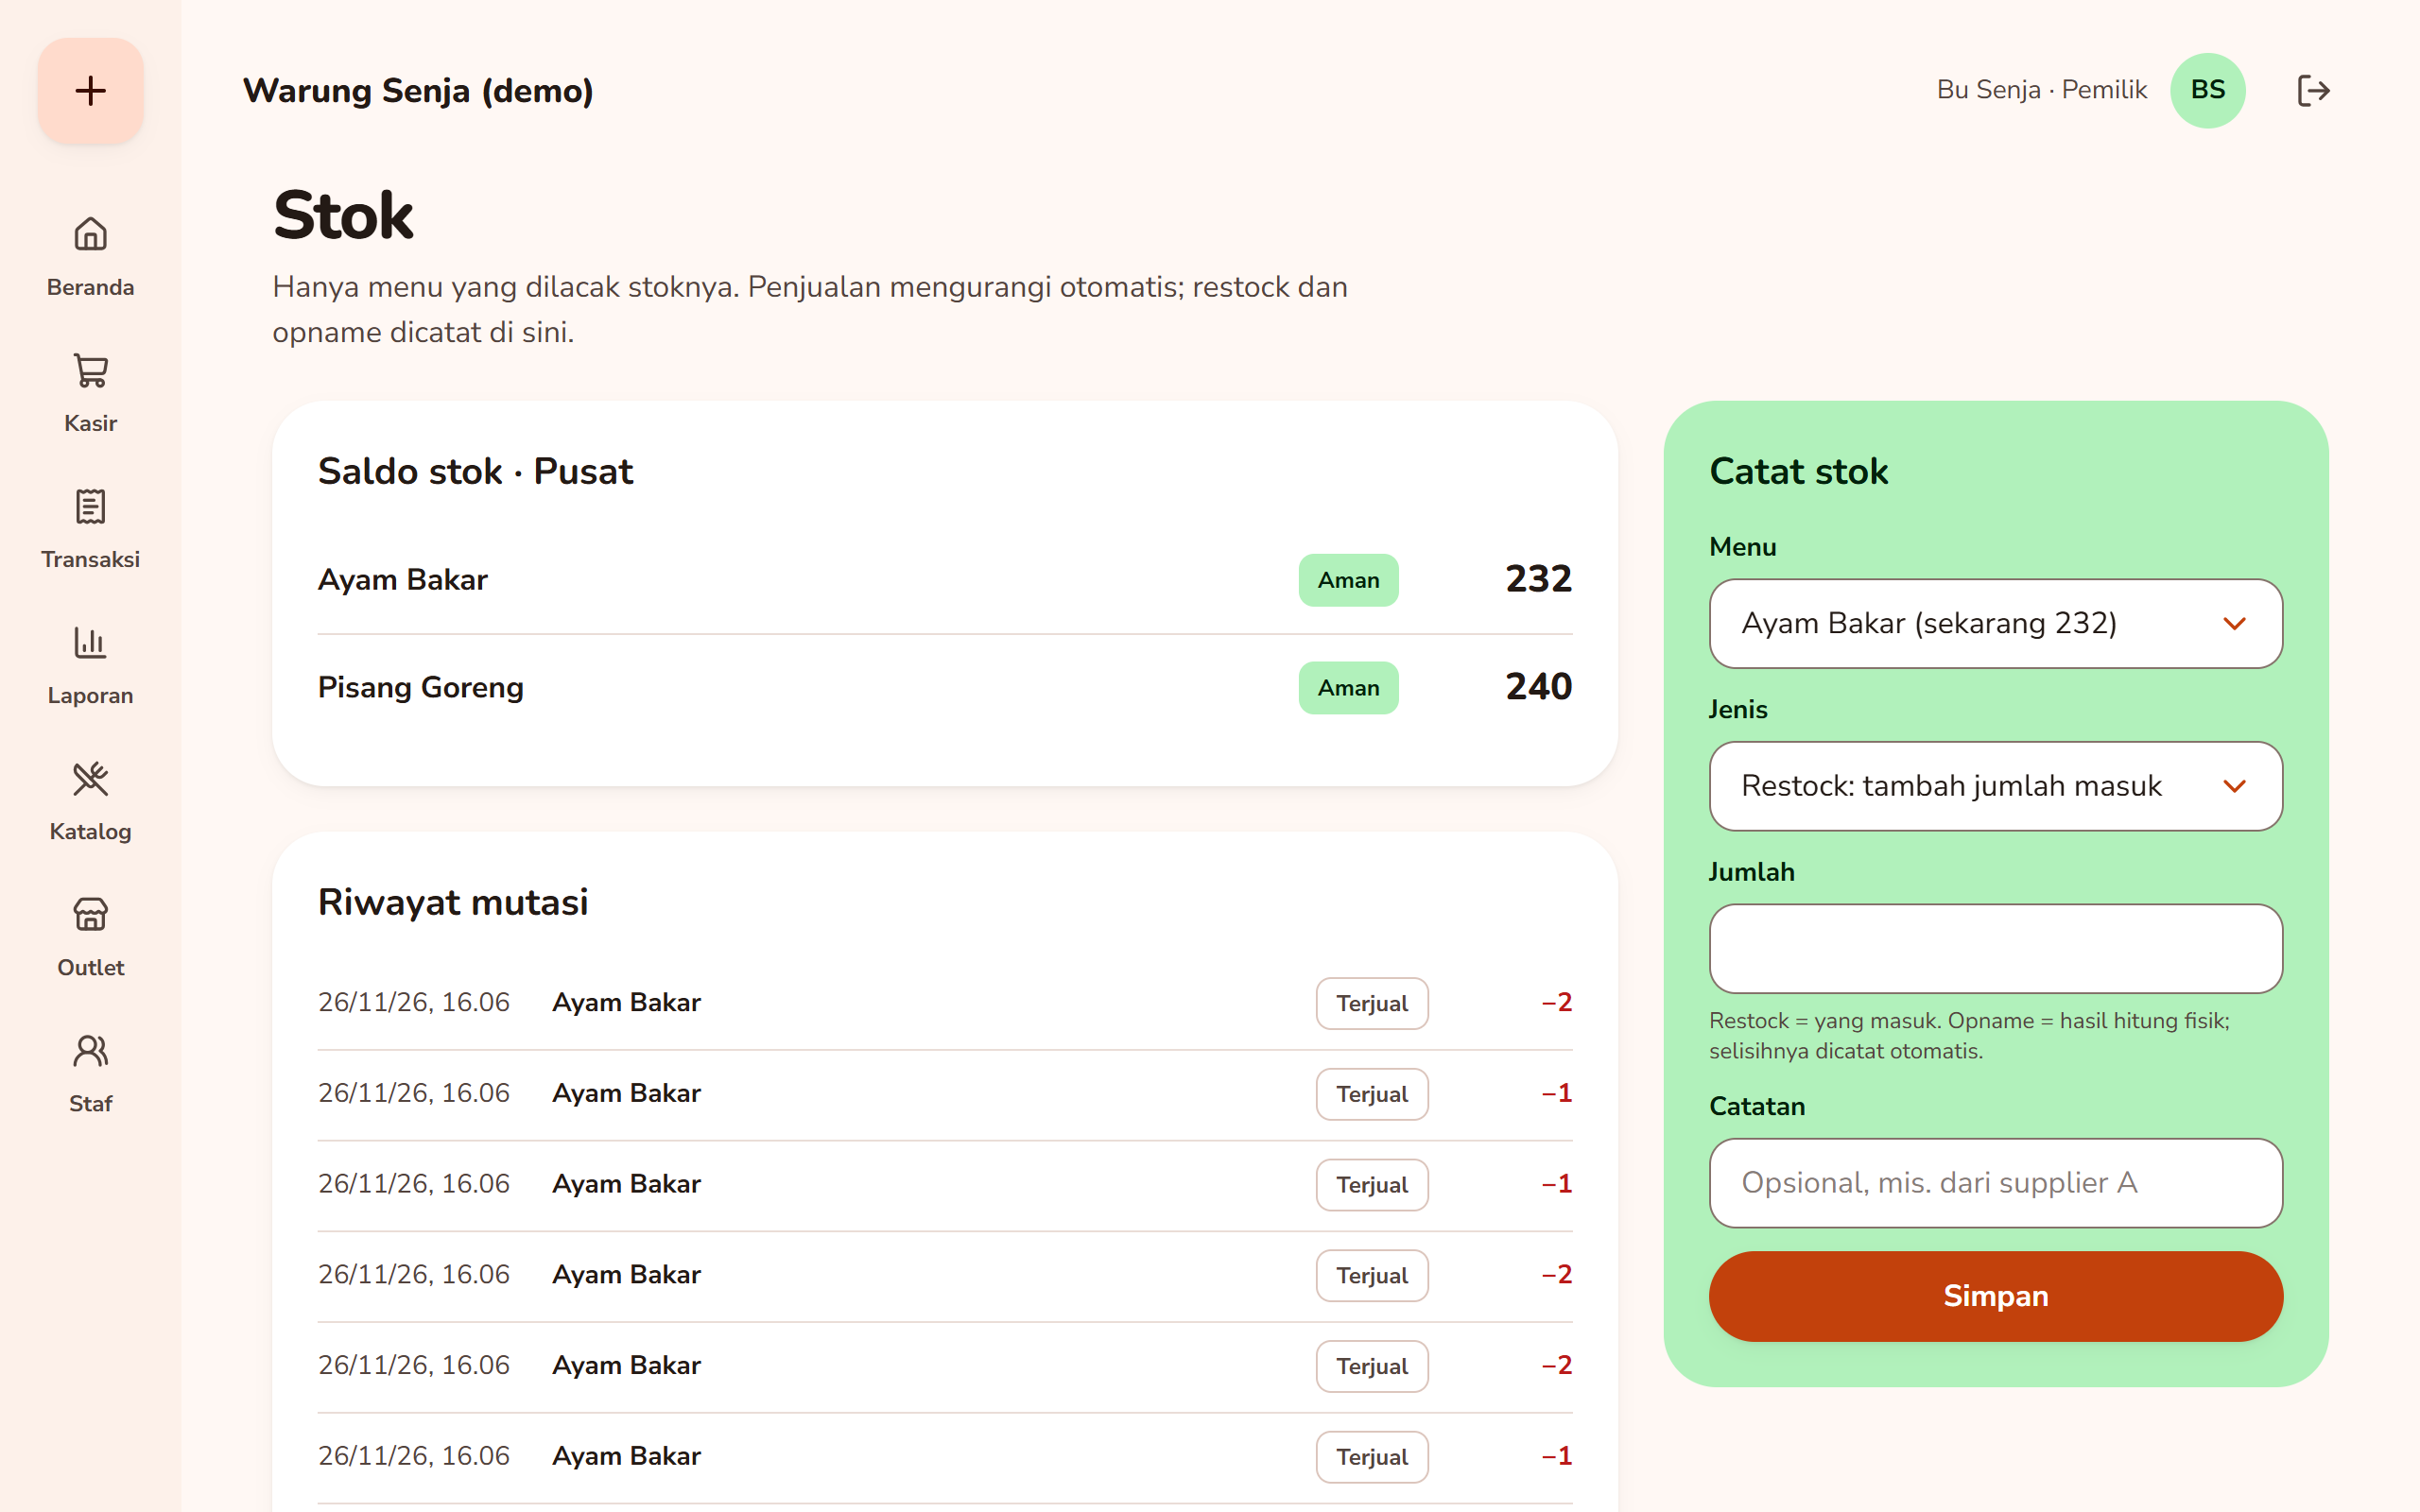 Warung Senja (demo)
Bu Senja · Pemilik
BS
Beranda
Kasir
Transaksi
Laporan
Katalog
Outlet
Staf
Stok
Hanya menu yang dilacak stoknya. Penjualan mengurangi otomatis; restock dan
opname dicatat di sini.
Saldo stok · Pusat
Ayam Bakar Aman 232
Pisang Goreng Aman 240
Riwayat mutasi
26/11/26, 16.06 Ayam Bakar Terjual −2
26/11/26, 16.06 Ayam Bakar Terjual −1
26/11/26, 16.06 Ayam Bakar Terjual −1
26/11/26, 16.06 Ayam Bakar Terjual −2
26/11/26, 16.06 Ayam Bakar Terjual −2
26/11/26, 16.06 Ayam Bakar Terjual −1
Catat stok
Menu
Ayam Bakar (sekarang 232)
Jenis
Restock: tambah jumlah masuk
Jumlah
Restock = yang masuk. Opname = hasil hitung fisik;
selisihnya dicatat otomatis.
Catatan
Opsional, mis. dari supplier A
Simpan